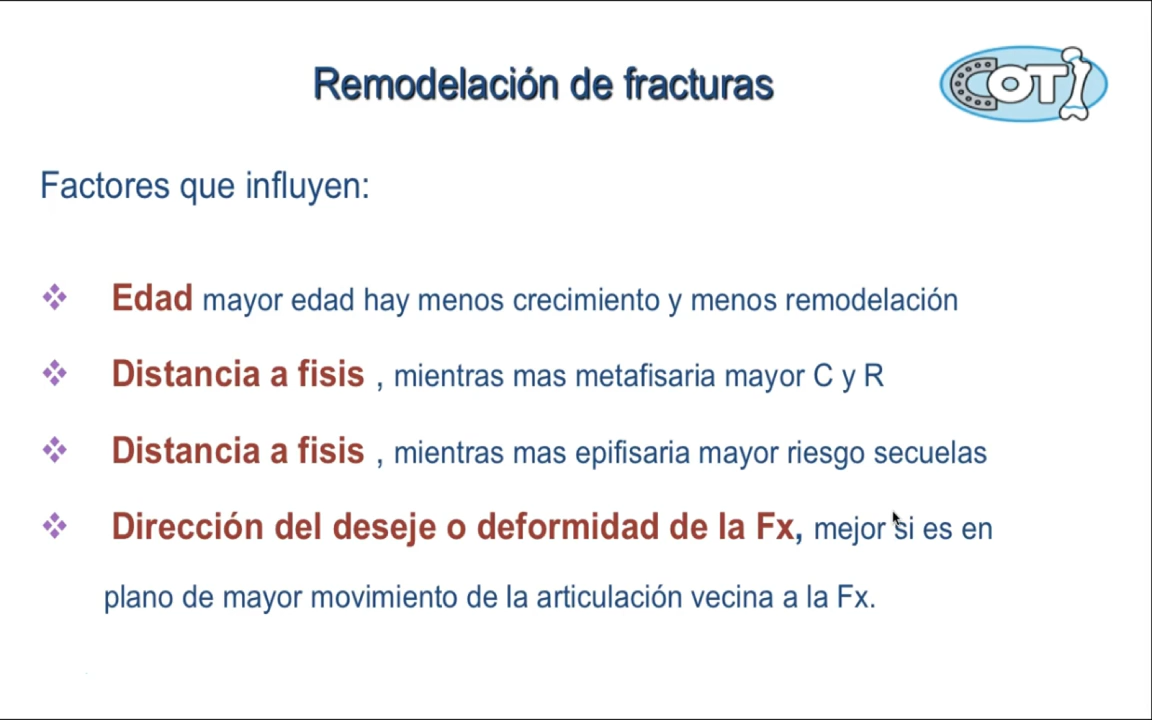 Remodelación de fracturas
COTI
Factores que influyen:
Edad mayor edad hay menos crecimiento y menos remodelación
Distancia a fisis , mientras mas metafisaria mayor C y R
Distancia a fisis , mientras mas epifisaria mayor riesgo secuelas
Dirección del deseje o deformidad de la Fx, mejor si es en
plano de mayor movimiento de la articulación vecina a la Fx.